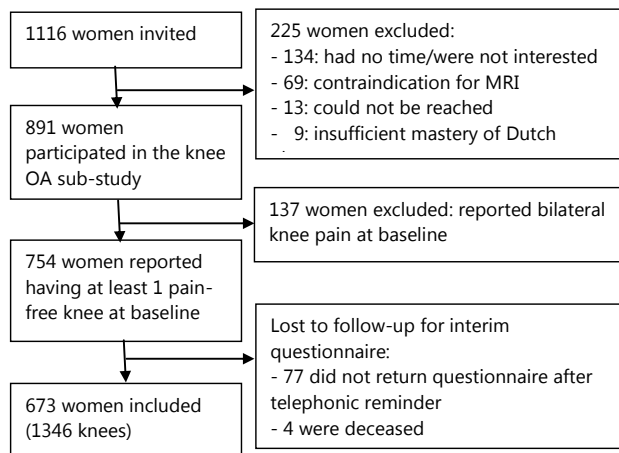 1116 women invited
225 women excluded:
- 134: had no time/were not interested
- 69: contraindication for MRI
- 13: could not be reached
- 9: insufficient mastery of Dutch
891 women
participated in the knee
OA sub-study
137 women excluded: reported bilateral
knee pain at baseline
754 women reported
having at least 1 pain-
free knee at baseline
Lost to follow-up for interim
questionnaire:
- 77 did not return questionnaire after
telephonic reminder
- 4 were deceased
673 women included
(1346 knees)